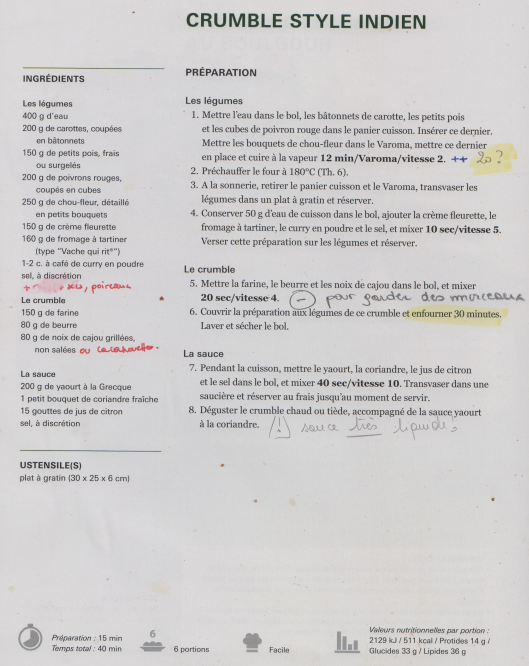 CRUMBLE STYLE INDIEN
INGRÉDIENTS
Les légumes
400 g d'eau
200 g de carottes, coupées
en bâtonnets
150 g de petits pois, frais
ou surgelés
200 g de poivrons rouges,
coupés en cubes
250 g de chou-fleur, détaillé
en petits bouquets
150 g de crème fleurette
160 g de fromage à tartiner
(type "Vache qui rit®")
1-2 c. à café de curry en poudre
sel, à discrétion
+ poireaux
Le crumble
150 g de farine
80 g de beurre
80 g de noix de cajou grillées,
non salées ou cacahuètes.
La sauce
200 g de yaourt à la Grecque
1 petit bouquet de coriandre fraîche
15 gouttes de jus de citron
sel, à discrétion
USTENSILE(S)
plat à gratin (30 x 25 x 6 cm)
PRÉPARATION
Les légumes
1. Mettre l'eau dans le bol, les bâtonnets de carotte, les petits pois
et les cubes de poivron rouge dans le panier cuisson. Insérer ce dernier.
Mettre les bouquets de chou-fleur dans le Varoma, mettre ce dernier
en place et cuire à la vapeur 12 min/Varoma/vitesse 2. ++ 20 ?
2. Préchauffer le four à 180°C (Th. 6).
3. A la sonnerie, retirer le panier cuisson et le Varoma, transvaser les
légumes dans un plat à gratin et réserver.
4. Conserver 50 g d'eau de cuisson dans le bol, ajouter la crème fleurette, le
fromage à tartiner, le curry en poudre et le sel, et mixer 10 sec/vitesse 5.
Verser cette préparation sur les légumes et réserver.
Le crumble
5. Mettre la farine, le beurre et les noix de cajou dans le bol, et mixer
20 sec/vitesse 4. - pour garder des morceaux
6. Couvrir la préparation aux légumes de ce crumble et enfourner 30 minutes.
Laver et sécher le bol.
La sauce
7. Pendant la cuisson, mettre le yaourt, la coriandre, le jus de citron
et le sel dans le bol, et mixer 40 sec/vitesse 10. Transvaser dans une
saucière et réserver au frais jusqu'au moment de servir.
8. Déguster le crumble chaud ou tiède, accompagné de la sauce yaourt
à la coriandre. /!\ sauce très liquide
Préparation : 15 min
Temps total : 40 min
6
6 portions
Facile
Valeurs nutritionnelles par portion :
2129 kJ / 511 kcal / Protides 14 g /
Glucides 33 g / Lipides 36 g